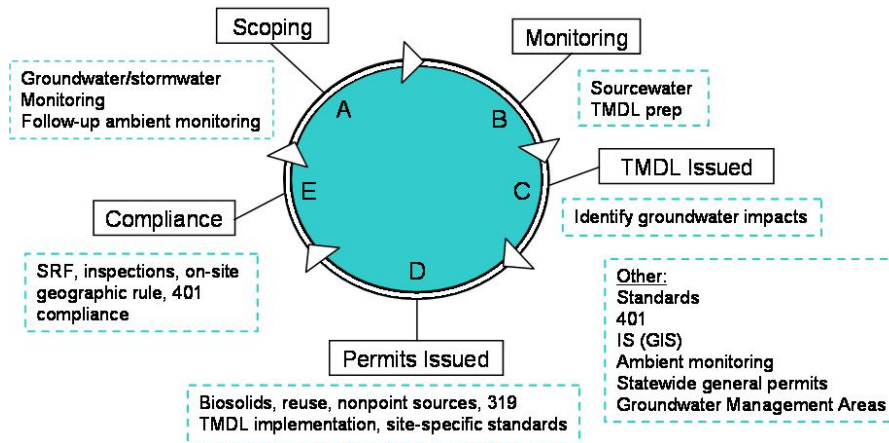 Scoping
Monitoring
Groundwater/stormwater
Monitoring
Follow-up ambient monitoring
Sourcewater
TMDL prep
A
B
TMDL Issued
E
C
Compliance
Identify groundwater impacts
SRF, inspections, on-site
geographic rule, 401
compliance
D
Other:
Standards
401
IS (GIS)
Ambient monitoring
Statewide general permits
Groundwater Management Areas
Permits Issued
Biosolids, reuse, nonpoint sources, 319
TMDL implementation, site-specific standards